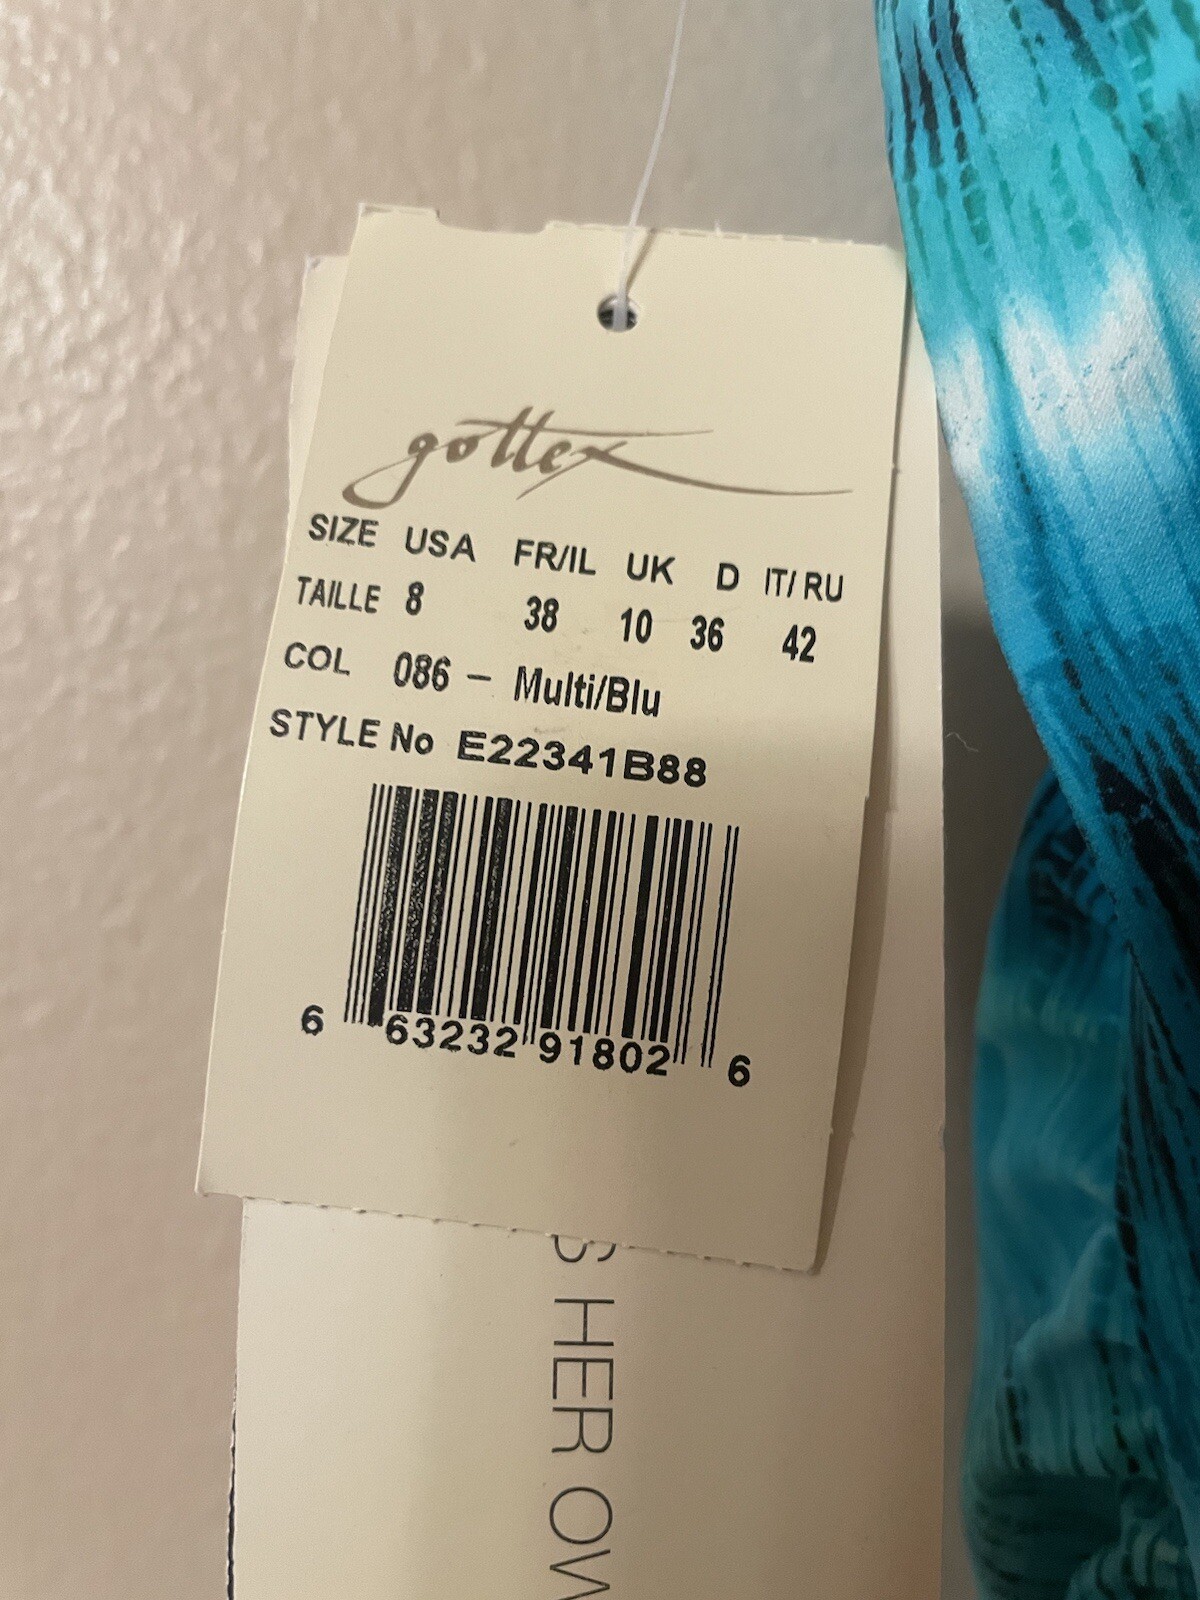 gottex
SIZE USA FR/IL UK D IT/RU
TAILLE 8 38 10 36 42
COL 086 - Multi/Blu
STYLE No E22341B88
6 63232 91802 6
S HER OW